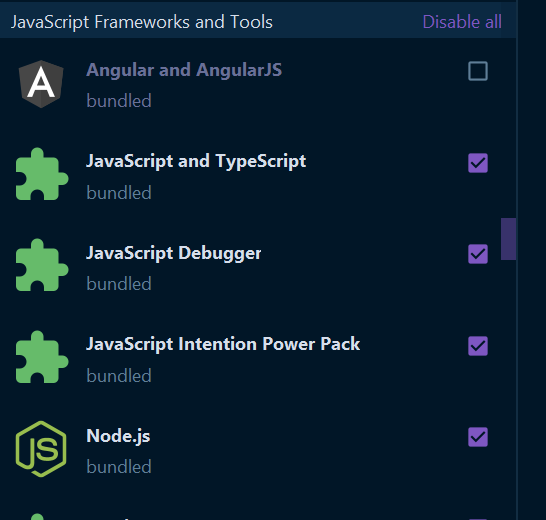 JavaScript Frameworks and Tools
Disable all
A
Angular and AngularJS
bundled
JavaScript and TypeScript
bundled
JavaScript Debugger
bundled
JavaScript Intention Power Pack
bundled
JS
Node.js
bundled